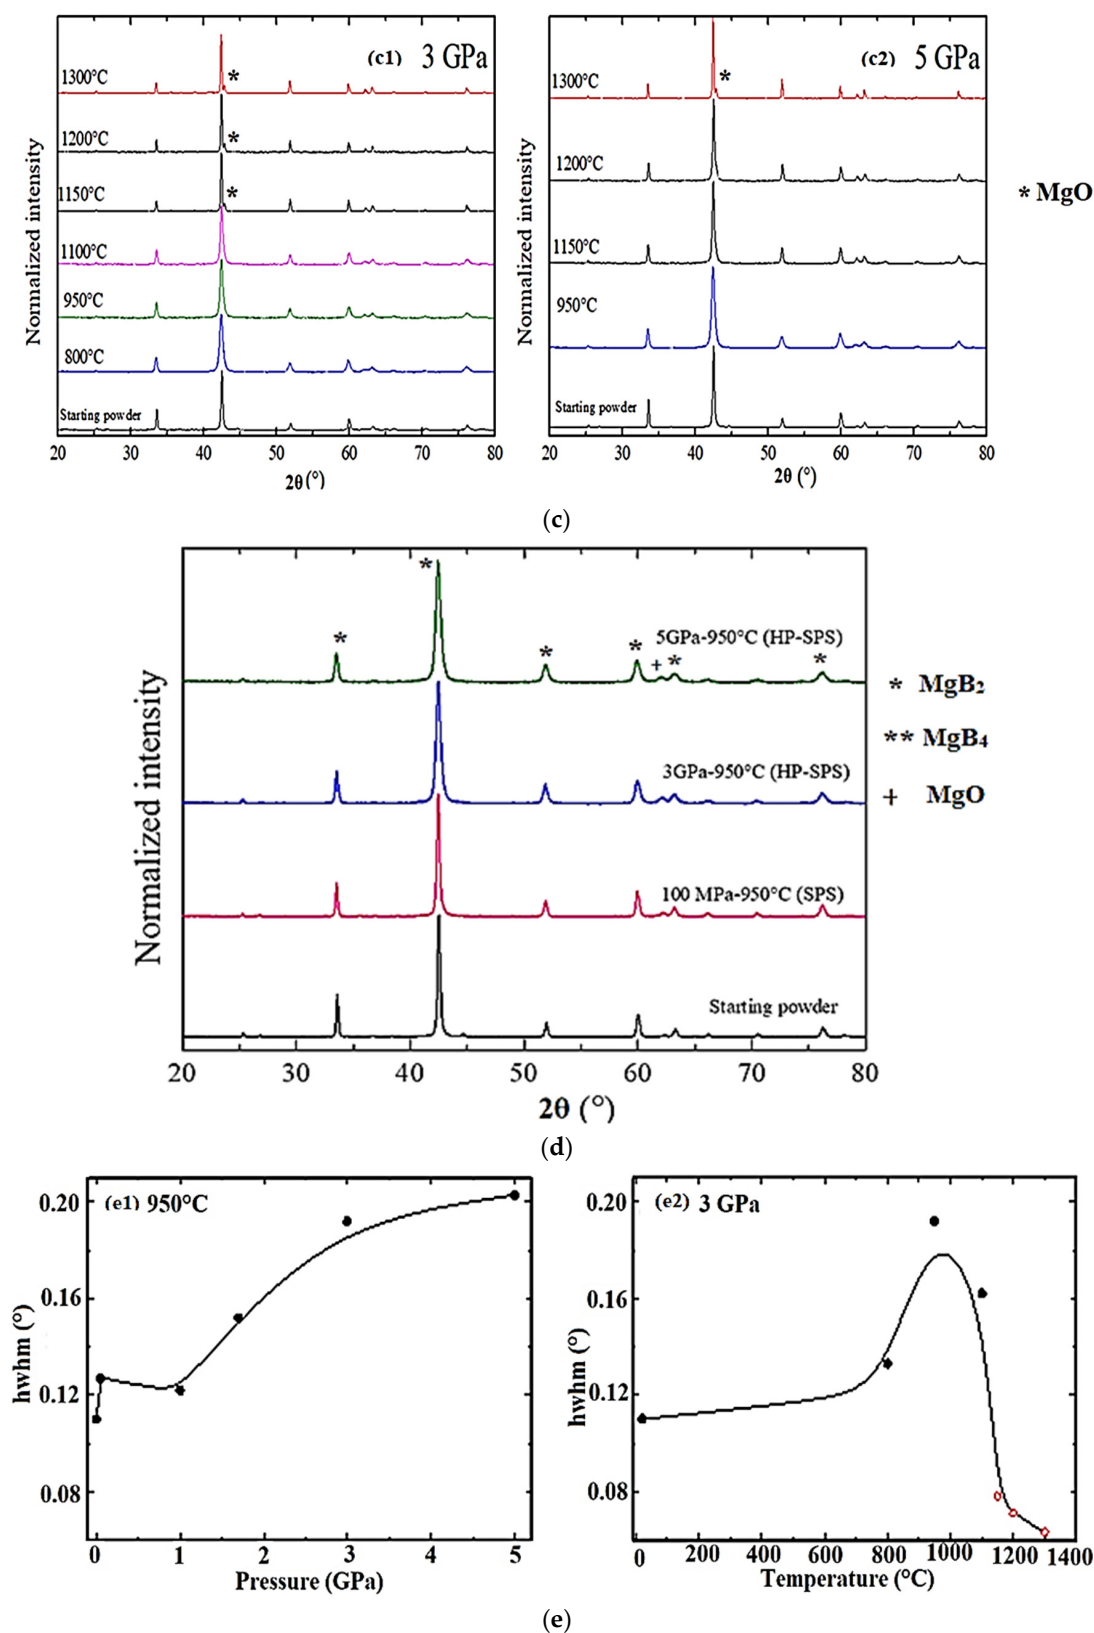 (c1) 3 GPa
1300°C
*
1200°C
*
1150°C
*
1100°C
950°C
800°C
Starting powder
Normalized intensity
20 30 40 50 60 70 80
2θ (°)
(c2) 5 GPa
1300°C
*
1200°C
1150°C
950°C
Starting powder
Normalized intensity
20 30 40 50 60 70 80
2θ (°)
* MgO
(c)
*
* * * + * *
5GPa-950°C (HP-SPS)
3GPa-950°C (HP-SPS)
100 MPa-950°C (SPS)
Starting powder
Normalized intensity
20 30 40 50 60 70 80
2θ (°)
* MgB₂
** MgB₄
+ MgO
(d)
(e1) 950°C
0.20
0.16
0.12
0.08
hwhm (°)
0 1 2 3 4 5
Pressure (GPa)
(e2) 3 GPa
0.20
0.16
0.12
0.08
hwhm (°)
0 200 400 600 800 1000 1200 1400
Temperature (°C)
(e)